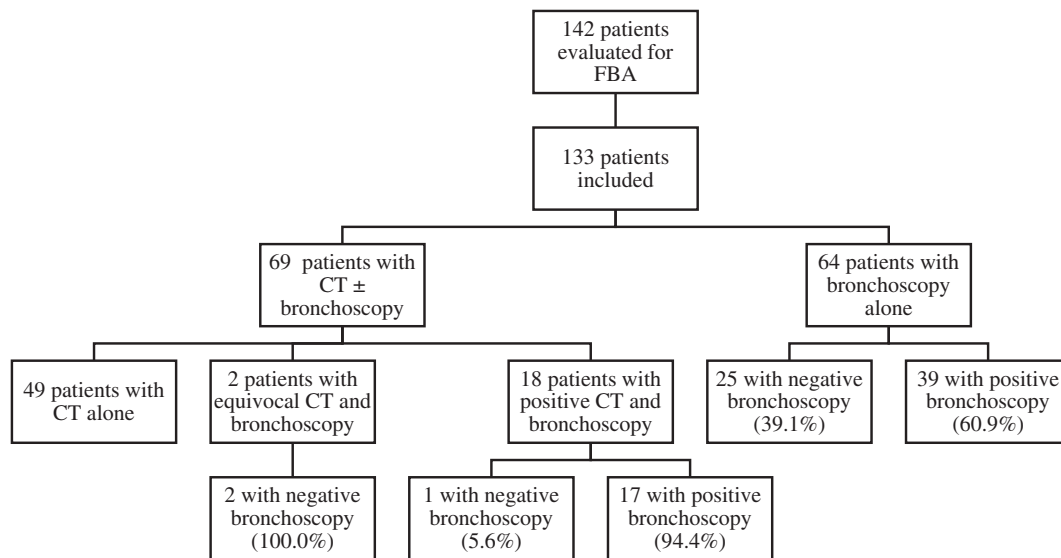 142 patients
evaluated for
FBA
133 patients
included
69 patients with
CT ±
bronchoscopy
64 patients with
bronchoscopy
alone
49 patients with
CT alone
2 patients with
equivocal CT and
bronchoscopy
18 patients with
positive CT and
bronchoscopy
25 with negative
bronchoscopy
(39.1%)
39 with positive
bronchoscopy
(60.9%)
2 with negative
bronchoscopy
(100.0%)
1 with negative
bronchoscopy
(5.6%)
17 with positive
bronchoscopy
(94.4%)